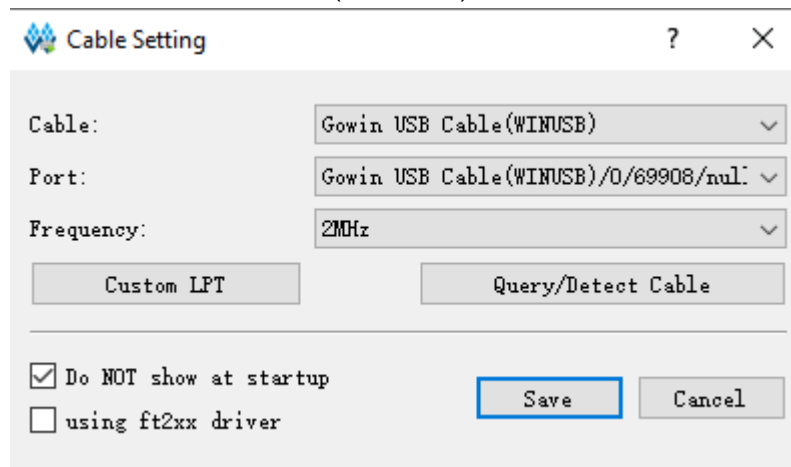 Cable Setting ? ×
Cable: Gowin USB Cable(WINUSB)
Port: Gowin USB Cable(WINUSB)/0/69908/null
Frequency: 2MHz
Custom LPT Query/Detect Cable
Do NOT show at startup
using ft2xx driver
Save Cancel